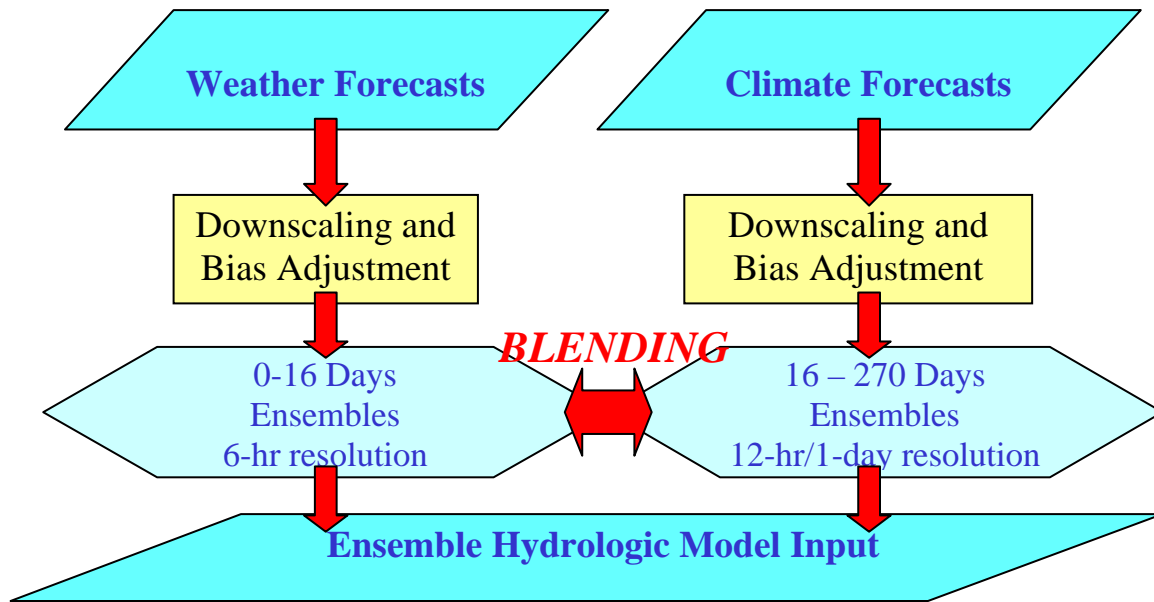 Weather Forecasts
Climate Forecasts
Downscaling and
Bias Adjustment
Downscaling and
Bias Adjustment
BLENDING
0-16 Days
Ensembles
6-hr resolution
16 – 270 Days
Ensembles
12-hr/1-day resolution
Ensemble Hydrologic Model Input